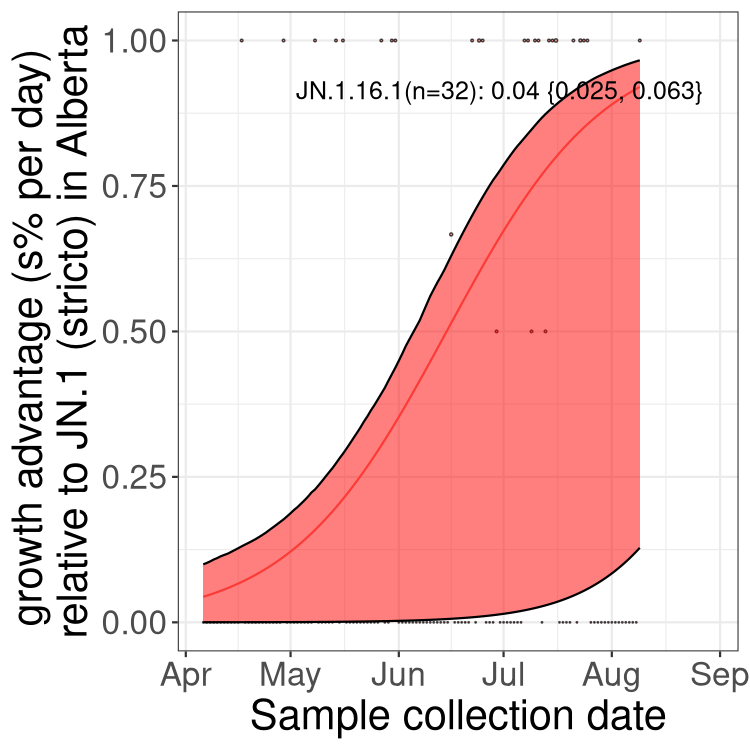 growth advantage (s% per day)
relative to JN.1 (stricto) in Alberta
1.00
0.75
0.50
0.25
0.00
JN.1.16.1(n=32): 0.04 {0.025, 0.063}
Apr May Jun Jul Aug Sep
Sample collection date